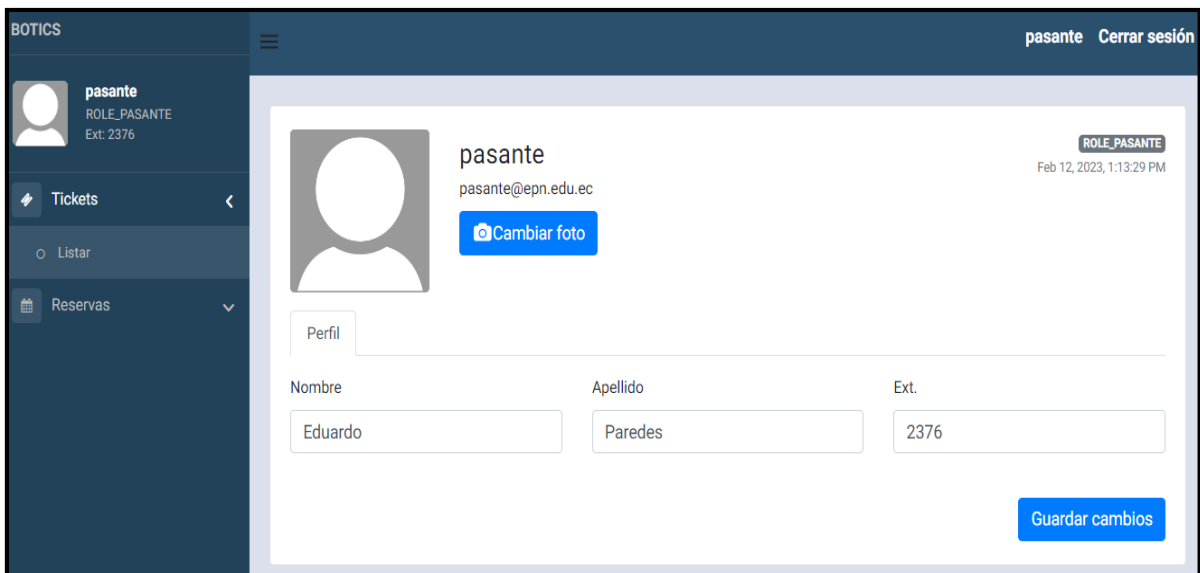 BOTICS
pasante Cerrar sesión
pasante
ROLE_PASANTE
Ext: 2376
Tickets
Listar
Reservas
pasante
pasante@epn.edu.ec
Cambiar foto
ROLE_PASANTE
Feb 12, 2023, 1:13:29 PM
Perfil
Nombre Apellido Ext.
Eduardo Paredes 2376
Guardar cambios